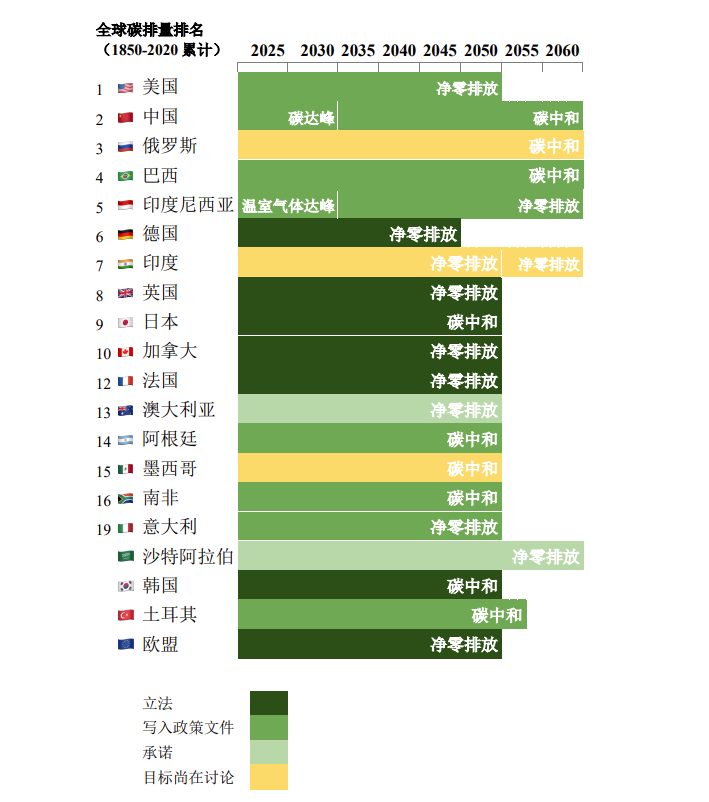 全球碳排量排名
（1850-2020 累计）
2025 2030 2035 2040 2045 2050 2055 2060
1 美国 净零排放
2 中国 碳达峰 碳中和
3 俄罗斯 碳中和
4 巴西 碳中和
5 印度尼西亚 温室气体达峰 净零排放
6 德国 净零排放
7 印度 净零排放 净零排放
8 英国 净零排放
9 日本 碳中和
10 加拿大 净零排放
12 法国 净零排放
13 澳大利亚 净零排放
14 阿根廷 碳中和
15 墨西哥 碳中和
16 南非 碳中和
19 意大利 净零排放
沙特阿拉伯 净零排放
韩国 碳中和
土耳其 碳中和
欧盟 净零排放
立法
写入政策文件
承诺
目标尚在讨论